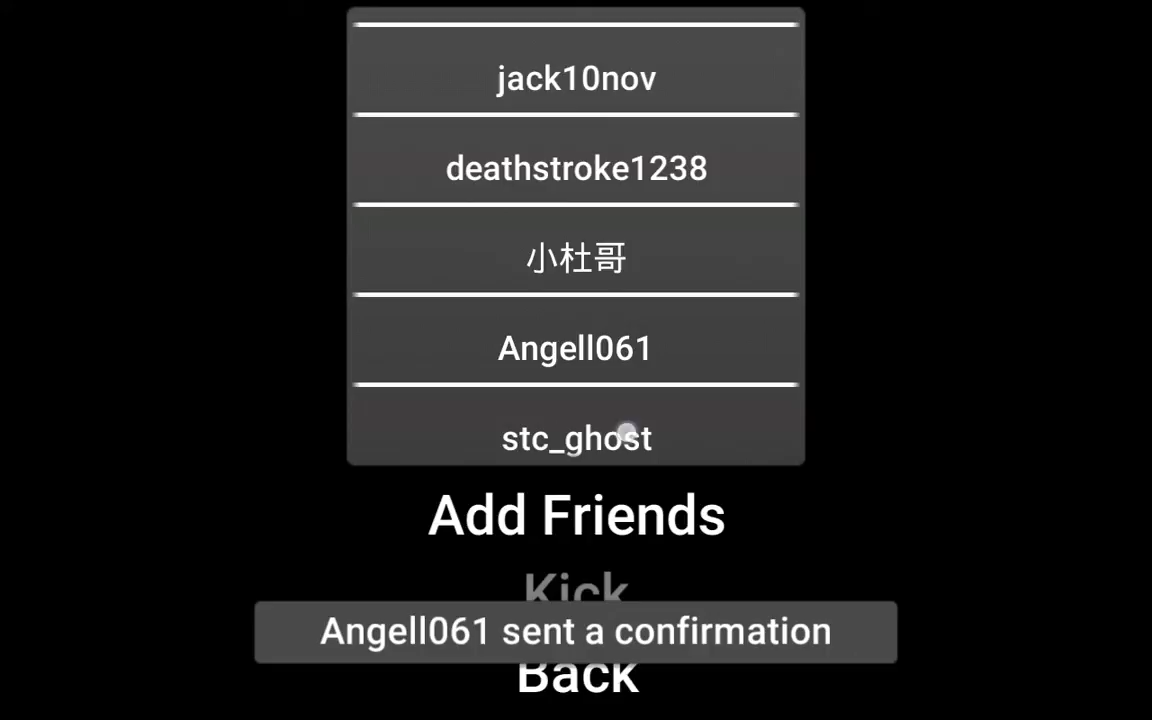 jack10nov
deathstroke1238
小杜哥
Angell061
stc_ghost
Add Friends
Kick
Angell061 sent a confirmation
Back